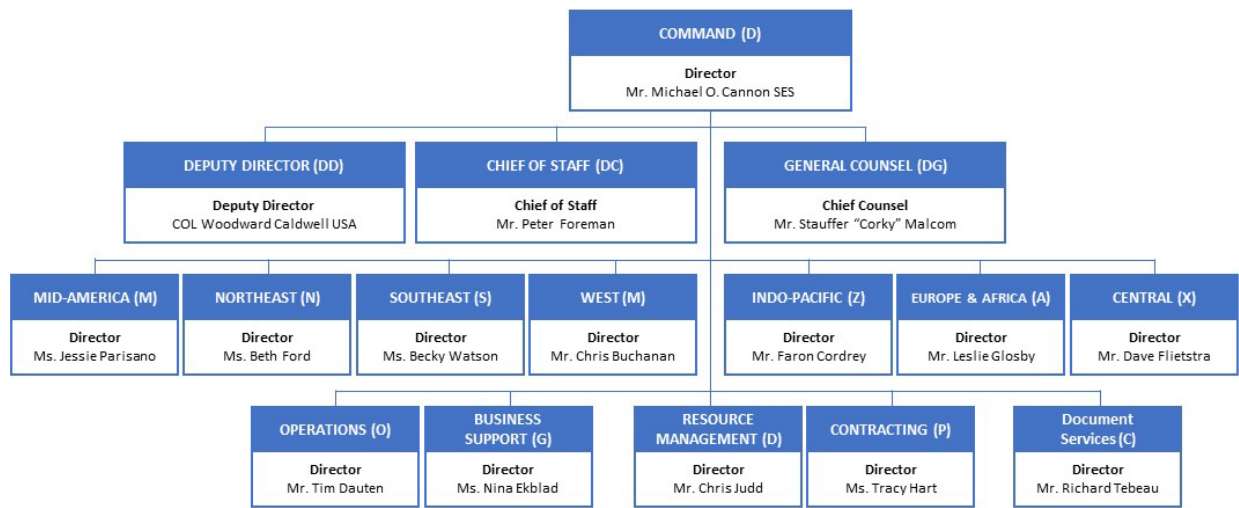 COMMAND (D)
Director
Mr. Michael O. Cannon SES
DEPUTY DIRECTOR (DD)
Deputy Director
COL Woodward Caldwell USA
CHIEF OF STAFF (DC)
Chief of Staff
Mr. Peter Foreman
GENERAL COUNSEL (DG)
Chief Counsel
Mr. Stauffer “Corky” Malcom
MID-AMERICA (M)
Director
Ms. Jessie Parisano
NORTHEAST (N)
Director
Ms. Beth Ford
SOUTHEAST (S)
Director
Ms. Becky Watson
WEST (M)
Director
Mr. Chris Buchanan
INDO-PACIFIC (Z)
Director
Mr. Faron Cordrey
EUROPE & AFRICA (A)
Director
Mr. Leslie Glosby
CENTRAL (X)
Director
Mr. Dave Flietstra
OPERATIONS (O)
Director
Mr. Tim Dauten
BUSINESS
SUPPORT (G)
Director
Ms. Nina Ekblad
RESOURCE
MANAGEMENT (D)
Director
Mr. Chris Judd
CONTRACTING (P)
Director
Ms. Tracy Hart
Document
Services (C)
Director
Mr. Richard Tebeau